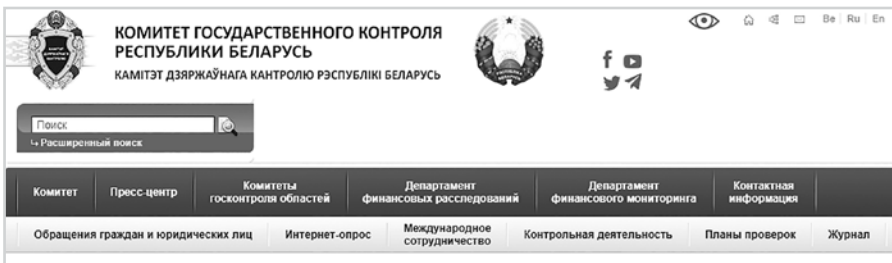 КОМИТЕТ ГОСУДАРСТВЕННОГО КОНТРОЛЯ
РЕСПУБЛИКИ БЕЛАРУСЬ
КАМІТЭТ ДЗЯРЖАЎНАГА КАНТРОЛЮ РЭСПУБЛІКІ БЕЛАРУСЬ
Be | Ru | En
Поиск
Расширенный поиск
Комитет
Пресс-центр
Комитеты
госконтроля областей
Департамент
финансовых расследований
Департамент
финансового мониторинга
Контактная
информация
Обращения граждан и юридических лиц
Интернет-опрос
Международное
сотрудничество
Контрольная деятельность
Планы проверок
Журнал